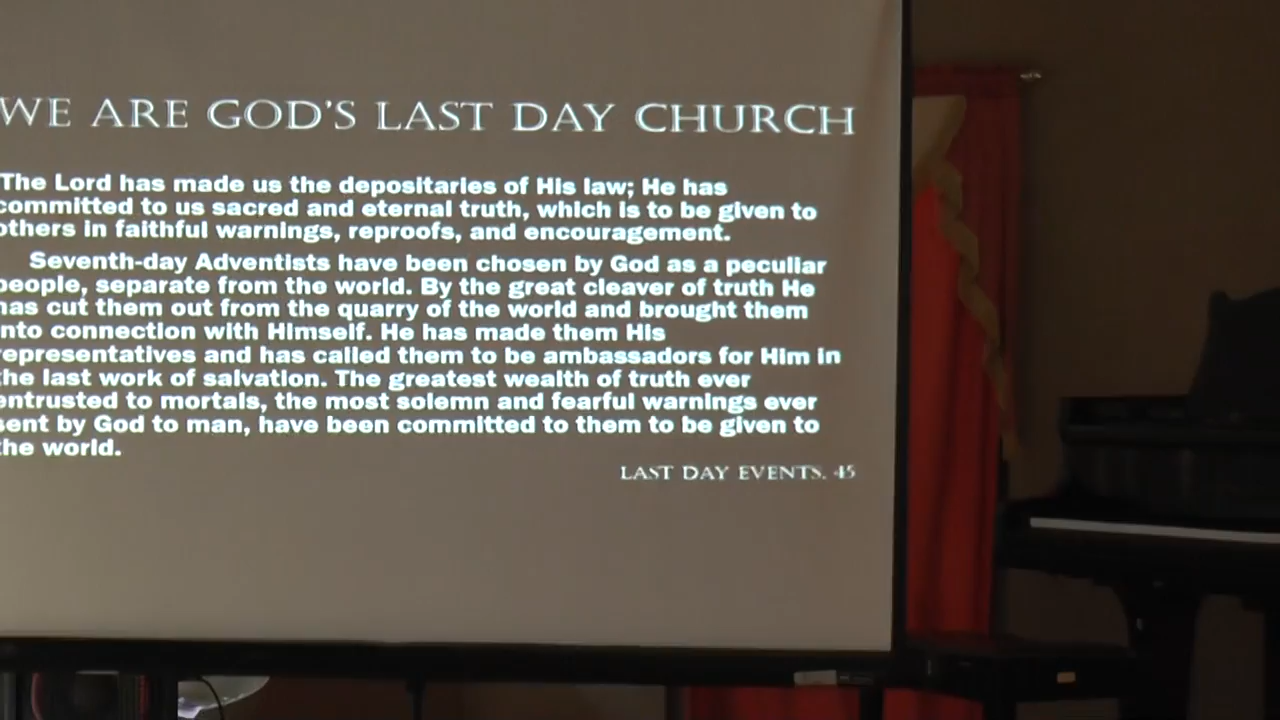 WE ARE GOD'S LAST DAY CHURCH
The Lord has made us the depositaries of His law; He has
committed to us sacred and eternal truth, which is to be given to
others in faithful warnings, reproofs, and encouragement.
Seventh-day Adventists have been chosen by God as a peculiar
people, separate from the world. By the great cleaver of truth He
has cut them out from the quarry of the world and brought them
into connection with Himself. He has made them His
representatives and has called them to be ambassadors for Him in
the last work of salvation. The greatest wealth of truth ever
entrusted to mortals, the most solemn and fearful warnings ever
sent by God to man, have been committed to them to be given to
the world.
LAST DAY EVENTS. 45